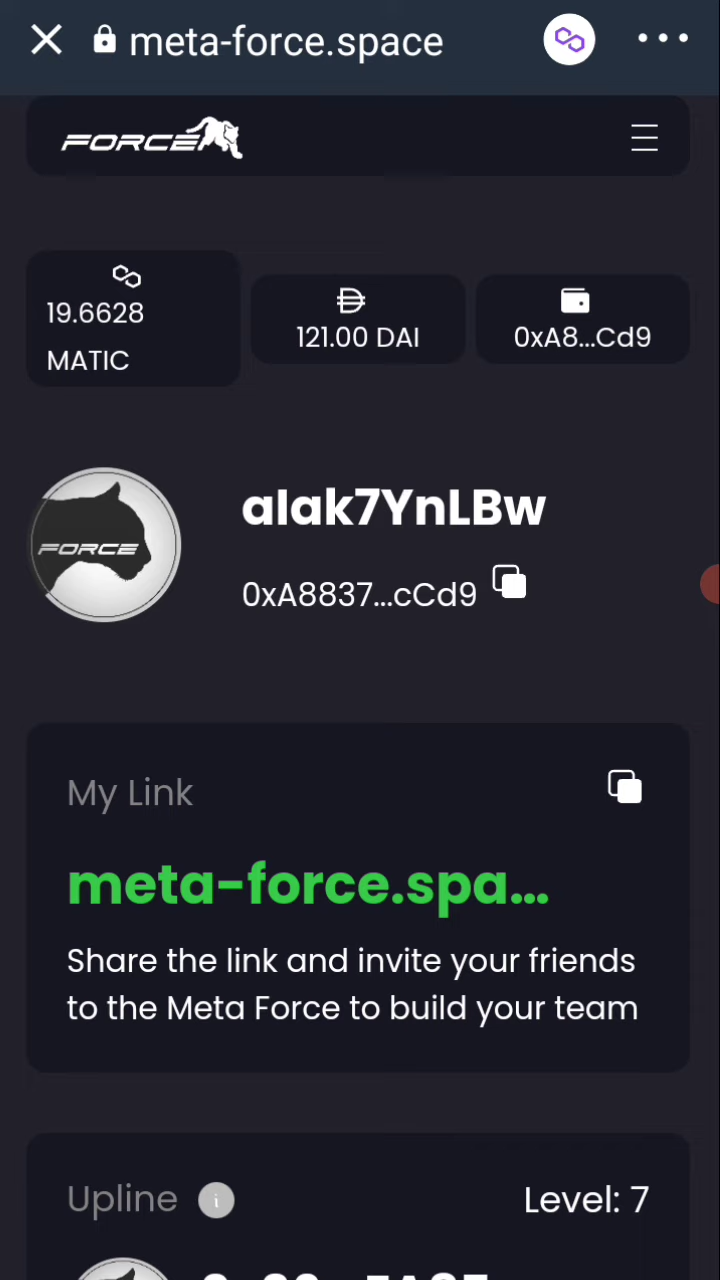 meta-force.space
FORCE
19.6628
MATIC
121.00 DAI
0xA8...Cd9
FORCE
alak7YnLBw
0xA8837...cCd9
My Link
meta-force.spa...
Share the link and invite your friends
to the Meta Force to build your team
Upline i
Level: 7